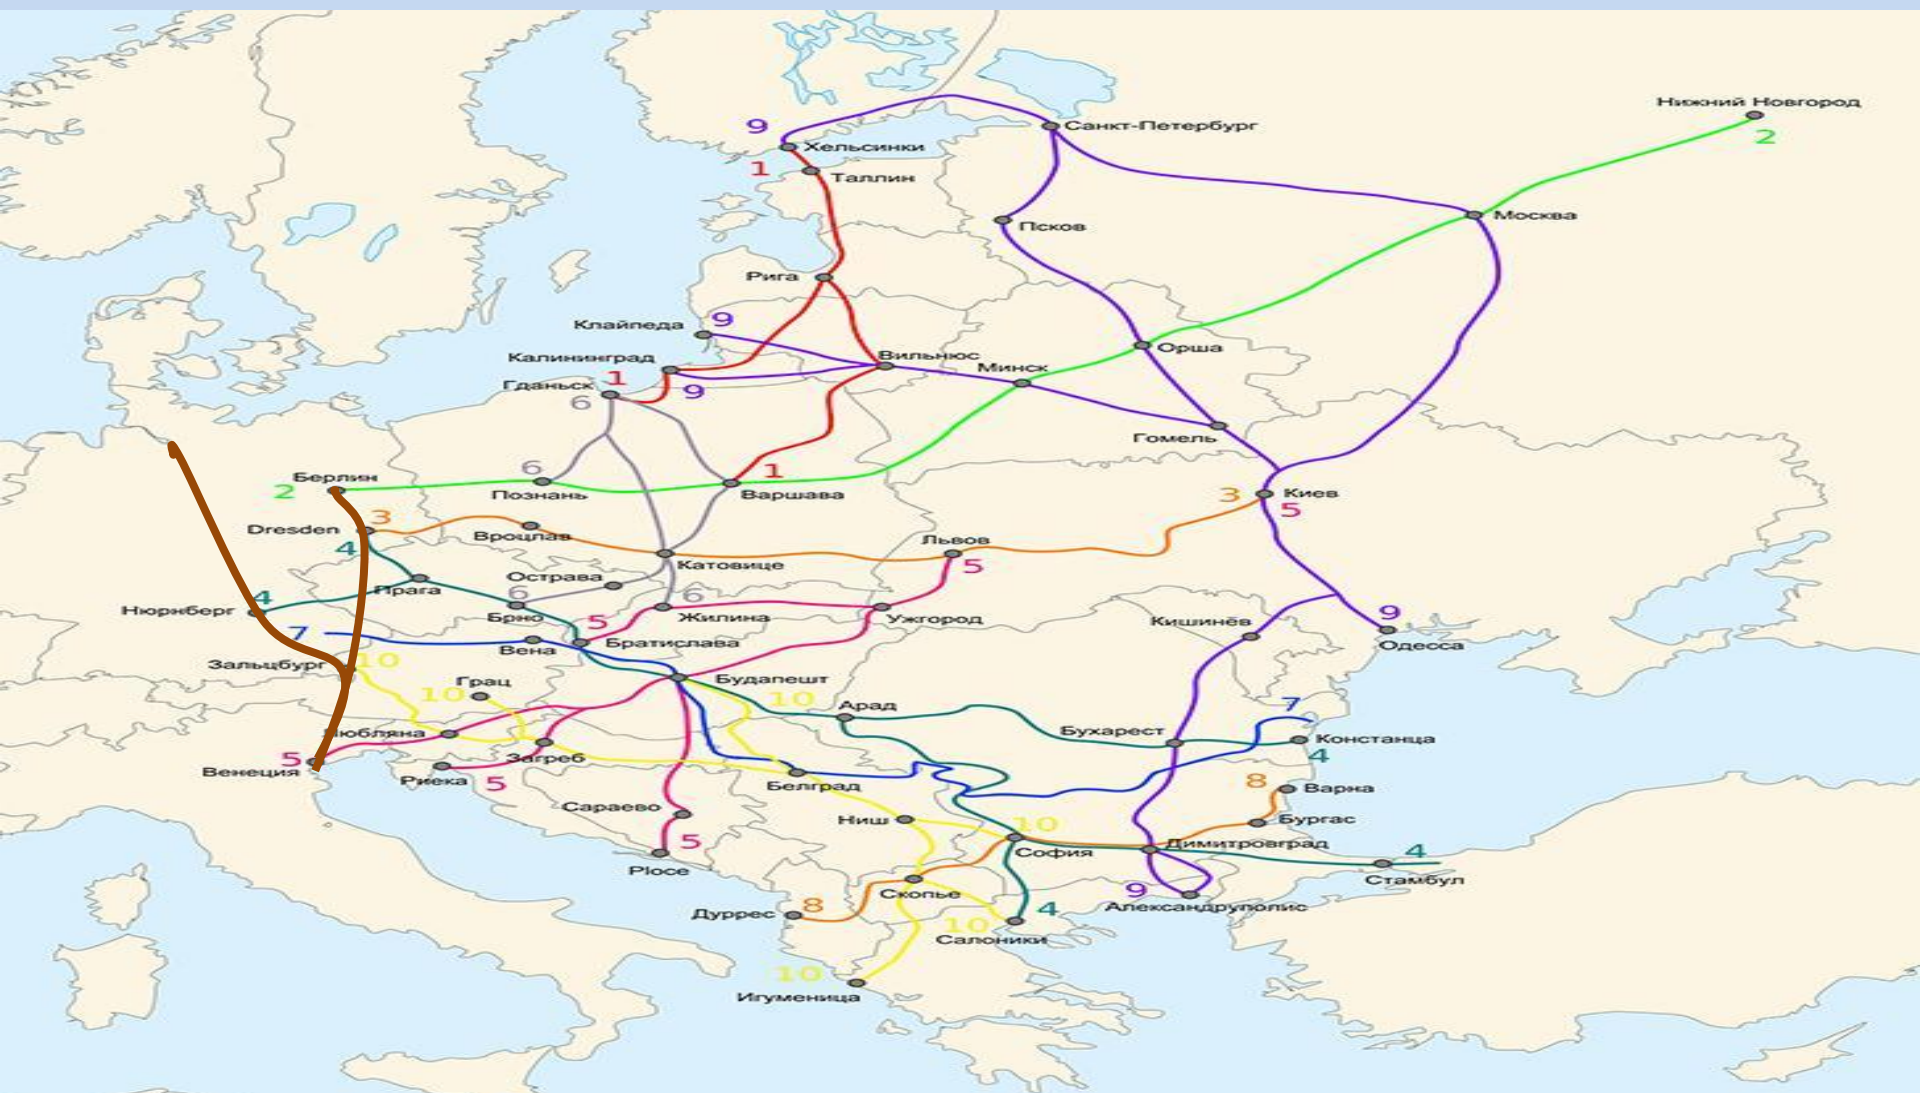 Нижний Новгород
2
9
Санкт-Петербург
Хельсинки
1
Таллин
Москва
Псков
Рига
Клайпеда
9
Калининград
Вильнюс
Орша
Минск
Гданьск
1
9
6
Гомель
Берлин
6
1
2
Познань
Варшава
3
Киев
5
Dresden
3
Вроцлав
4
Львов
5
Катовице
Острава
Прага
6
6
4
Нюрнберг
Брно
5
Жилина
Ужгород
Кишинёв
9
7
Вена
Братислава
Одесса
Зальцбург
10
Грац
Будапешт
10
10
Арад
7
Любляна
Бухарест
Констанца
4
5
Венеция
Загреб
Риека
5
Белград
8
Варна
Сараево
Ниш
10
Бургас
5
София
Димитровград
4
Ploce
Стамбул
Скопье
9
Александруполис
Дуррес
8
4
10
Салоники
10
Игуменица